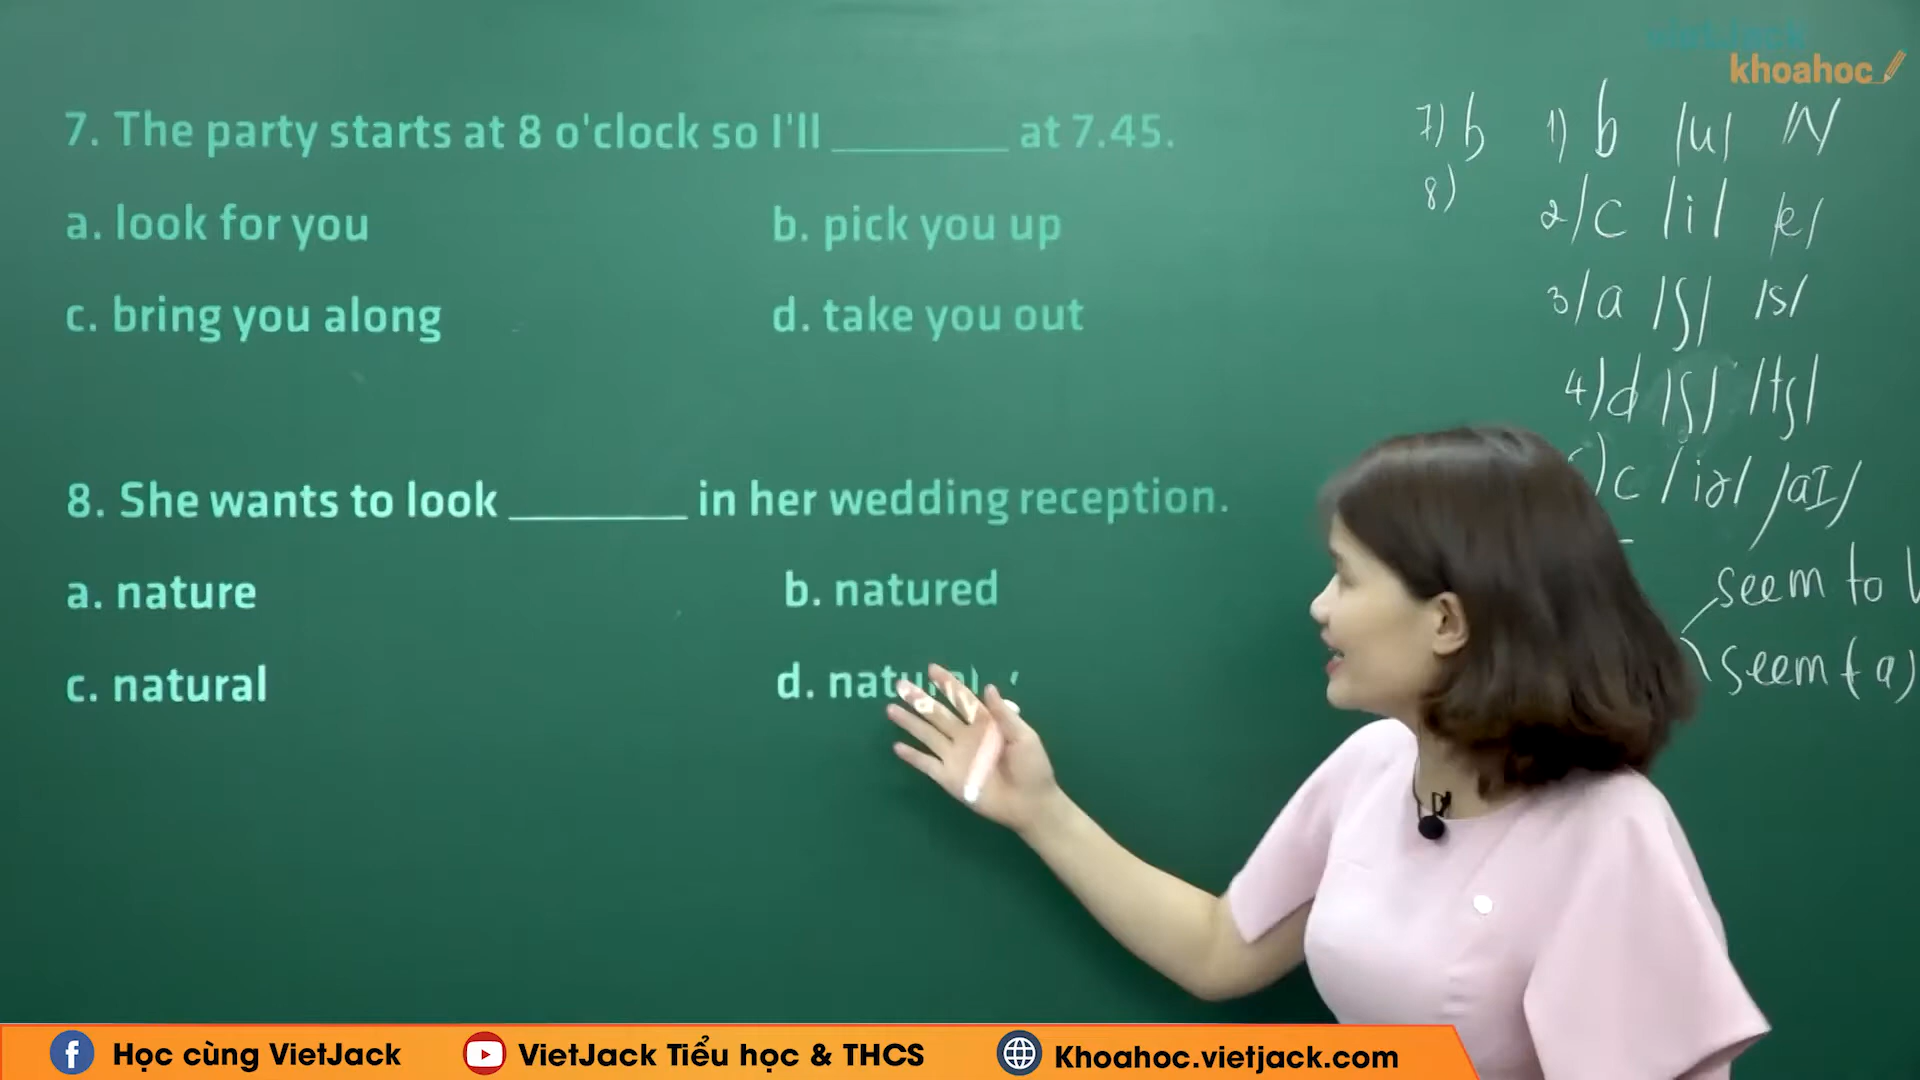 vietjack
khoahoc
7. The party starts at 8 o'clock so I'll ________ at 7.45.
a. look for you
b. pick you up
c. bring you along
d. take you out
8. She wants to look ________ in her wedding reception.
a. nature
b. natured
c. natural
d.
7) b
8)
1) b /u/ /ʌ/
2/ c /i/ /e/
3/ a /ʃ/ /s/
4) d /ʃ/ /tʃ/
) c /iə/ /aɪ/
seem to
seem (a)
Học cùng VietJack
VietJack Tiểu học & THCS
Khoahoc.vietjack.com